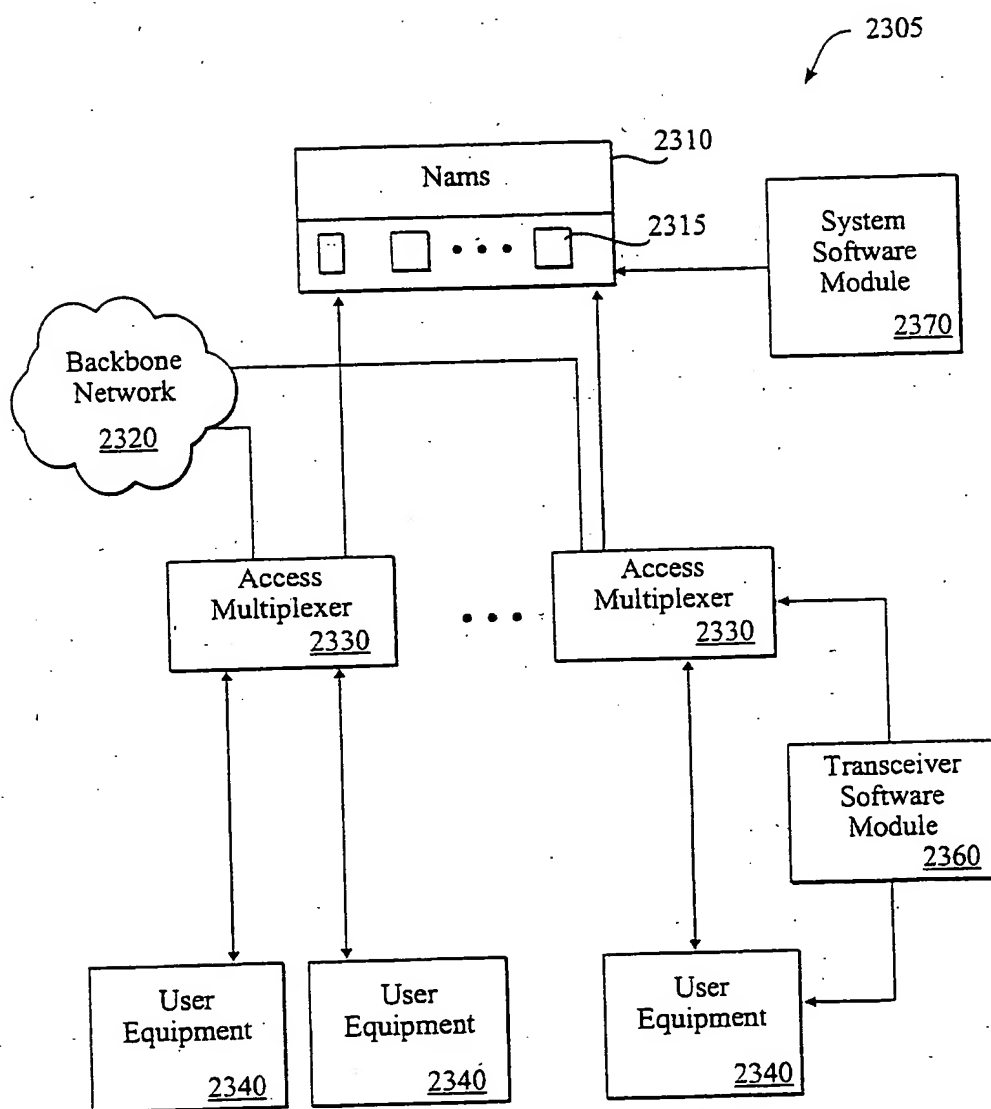 2305
2310
Nams
2315
System
Software
Module
2370
Backbone
Network
2320
Access
Multiplexer
2330
Access
Multiplexer
2330
Transceiver
Software
Module
2360
User
Equipment
2340
User
Equipment
2340
User
Equipment
2340